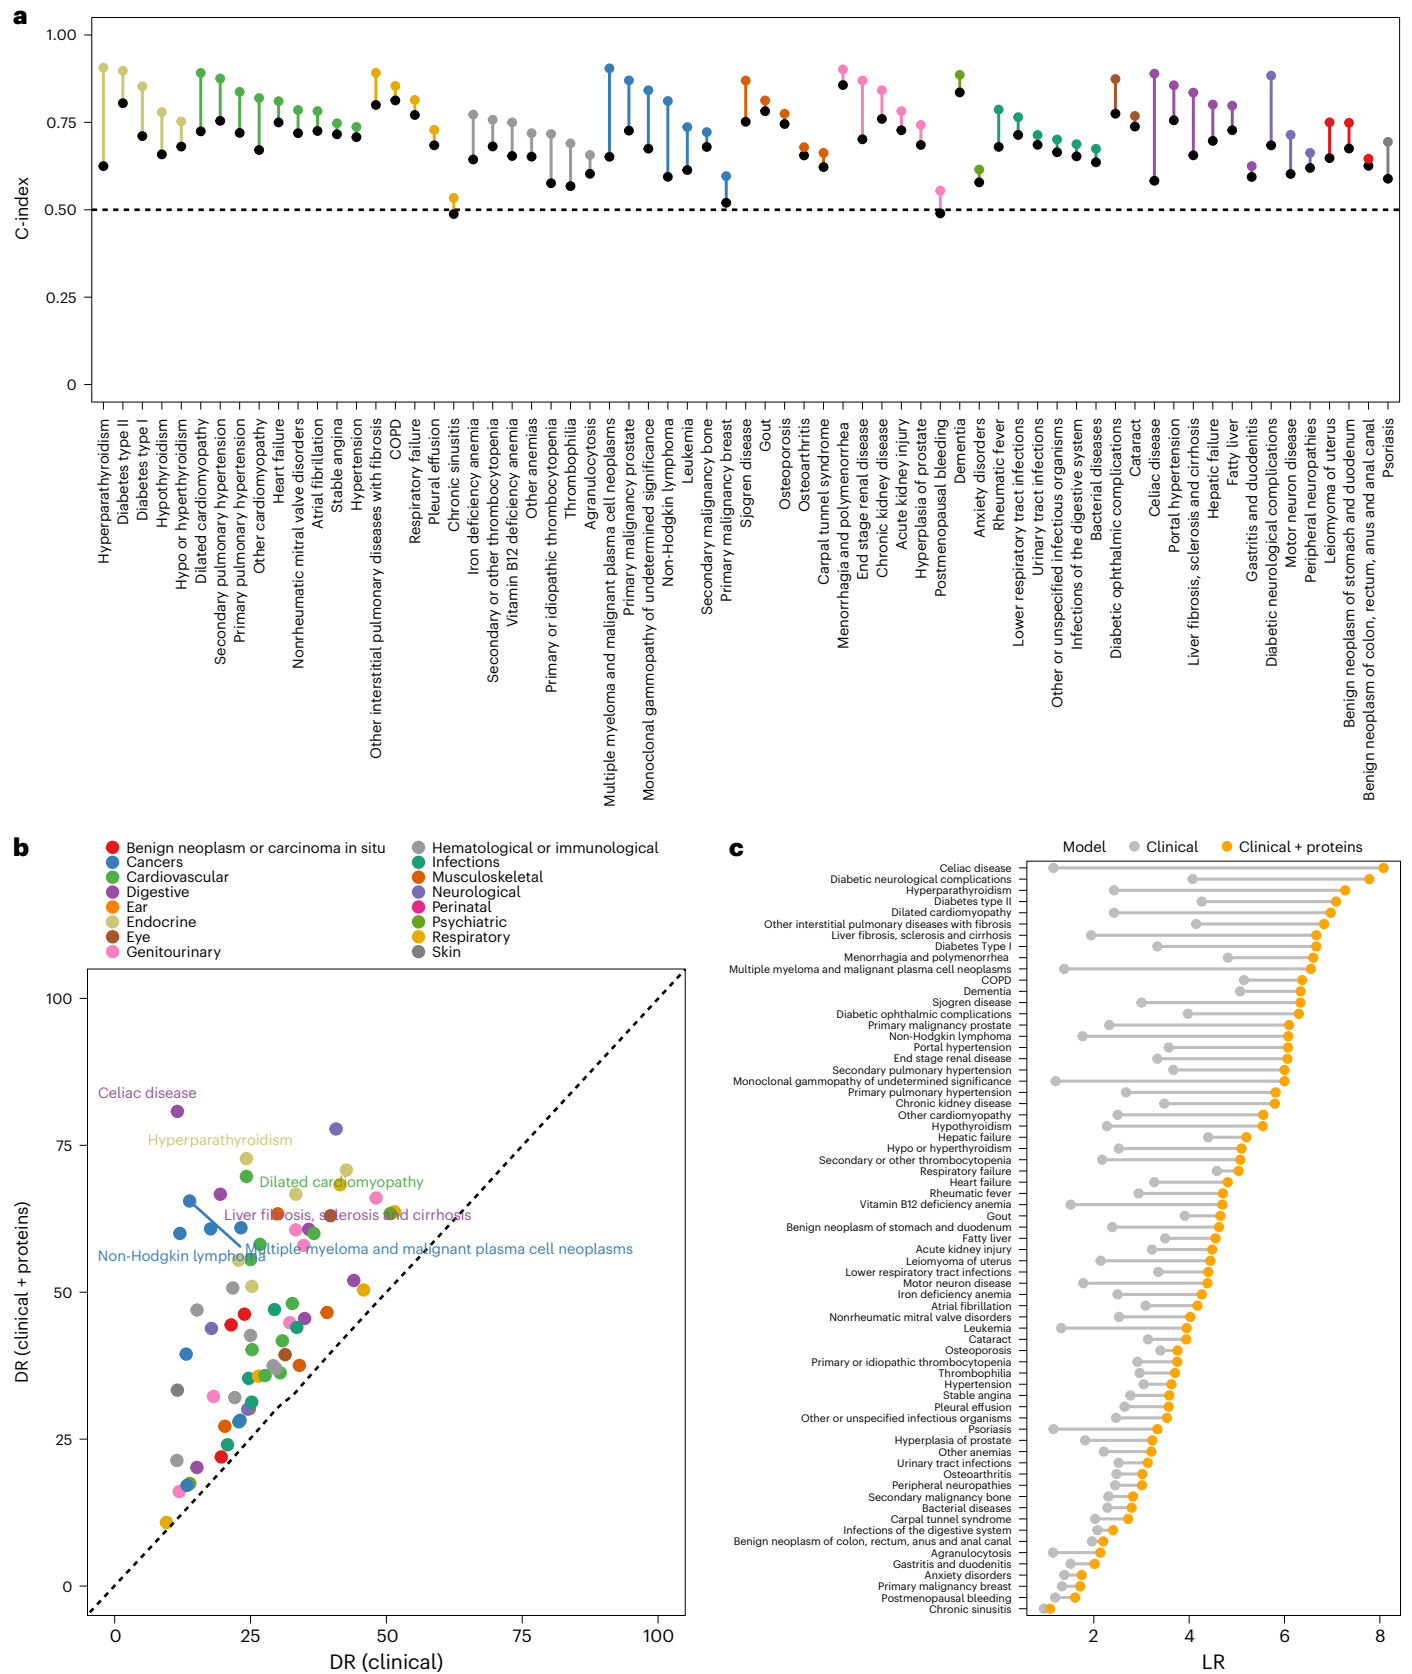 a
1.00
0.75
0.50
0.25
0
C-index
Hyperparathyroidism
Diabetes type II
Diabetes type I
Hypothyroidism
Hypo or hyperthyroidism
Dilated cardiomyopathy
Secondary pulmonary hypertension
Primary pulmonary hypertension
Other cardiomyopathy
Heart failure
Nonrheumatic mitral valve disorders
Atrial fibrillation
Stable angina
Hypertension
Other interstitial pulmonary diseases with fibrosis
COPD
Respiratory failure
Pleural effusion
Chronic sinusitis
Iron deficiency anemia
Secondary or other thrombocytopenia
Vitamin B12 deficiency anemia
Other anemias
Primary or idiopathic thrombocytopenia
Thrombophilia
Agranulocytosis
Multiple myeloma and malignant plasma cell neoplasms
Primary malignancy prostate
Monoclonal gammopathy of undetermined significance
Non-Hodgkin lymphoma
Leukemia
Secondary malignancy bone
Primary malignancy breast
Sjogren disease
Gout
Osteoporosis
Osteoarthritis
Carpal tunnel syndrome
Menorrhagia and polymenorrhea
End stage renal disease
Chronic kidney disease
Acute kidney injury
Hyperplasia of prostate
Postmenopausal bleeding
Dementia
Anxiety disorders
Rheumatic fever
Lower respiratory tract infections
Urinary tract infections
Other or unspecified infectious organisms
Infections of the digestive system
Bacterial diseases
Diabetic ophthalmic complications
Cataract
Celiac disease
Portal hypertension
Liver fibrosis, sclerosis and cirrhosis
Hepatic failure
Fatty liver
Gastritis and duodenitis
Diabetic neurological complications
Motor neuron disease
Peripheral neuropathies
Leiomyoma of uterus
Benign neoplasm of stomach and duodenum
Benign neoplasm of colon, rectum, anus and anal canal
Psoriasis
b
Benign neoplasm or carcinoma in situ
Cancers
Cardiovascular
Digestive
Ear
Endocrine
Eye
Genitourinary
Hematological or immunological
Infections
Musculoskeletal
Neurological
Perinatal
Psychiatric
Respiratory
Skin
100
75
50
25
0
DR (clinical + proteins)
Celiac disease
Hyperparathyroidism
Dilated cardiomyopathy
Liver fibrosis, sclerosis and cirrhosis
Multiple myeloma and malignant plasma cell neoplasms
Non-Hodgkin lymphoma
0
25
50
75
100
DR (clinical)
c
Model
Clinical
Clinical + proteins
Celiac disease
Diabetic neurological complications
Hyperparathyroidism
Diabetes type II
Dilated cardiomyopathy
Other interstitial pulmonary diseases with fibrosis
Liver fibrosis, sclerosis and cirrhosis
Diabetes Type I
Menorrhagia and polymenorrhea
Multiple myeloma and malignant plasma cell neoplasms
COPD
Dementia
Sjogren disease
Diabetic ophthalmic complications
Primary malignancy prostate
Non-Hodgkin lymphoma
Portal hypertension
End stage renal disease
Secondary pulmonary hypertension
Monoclonal gammopathy of undetermined significance
Primary pulmonary hypertension
Chronic kidney disease
Other cardiomyopathy
Hypothyroidism
Hepatic failure
Hypo or hyperthyroidism
Secondary or other thrombocytopenia
Respiratory failure
Heart failure
Rheumatic fever
Vitamin B12 deficiency anemia
Gout
Benign neoplasm of stomach and duodenum
Fatty liver
Acute kidney injury
Leiomyoma of uterus
Lower respiratory tract infections
Motor neuron disease
Iron deficiency anemia
Atrial fibrillation
Nonrheumatic mitral valve disorders
Leukemia
Cataract
Osteoporosis
Primary or idiopathic thrombocytopenia
Thrombophilia
Hypertension
Stable angina
Pleural effusion
Other or unspecified infectious organisms
Psoriasis
Hyperplasia of prostate
Other anemias
Urinary tract infections
Osteoarthritis
Peripheral neuropathies
Secondary malignancy bone
Bacterial diseases
Carpal tunnel syndrome
Infections of the digestive system
Benign neoplasm of colon, rectum, anus and anal canal
Agranulocytosis
Gastritis and duodenitis
Anxiety disorders
Primary malignancy breast
Postmenopausal bleeding
Chronic sinusitis
2
4
6
8
LR